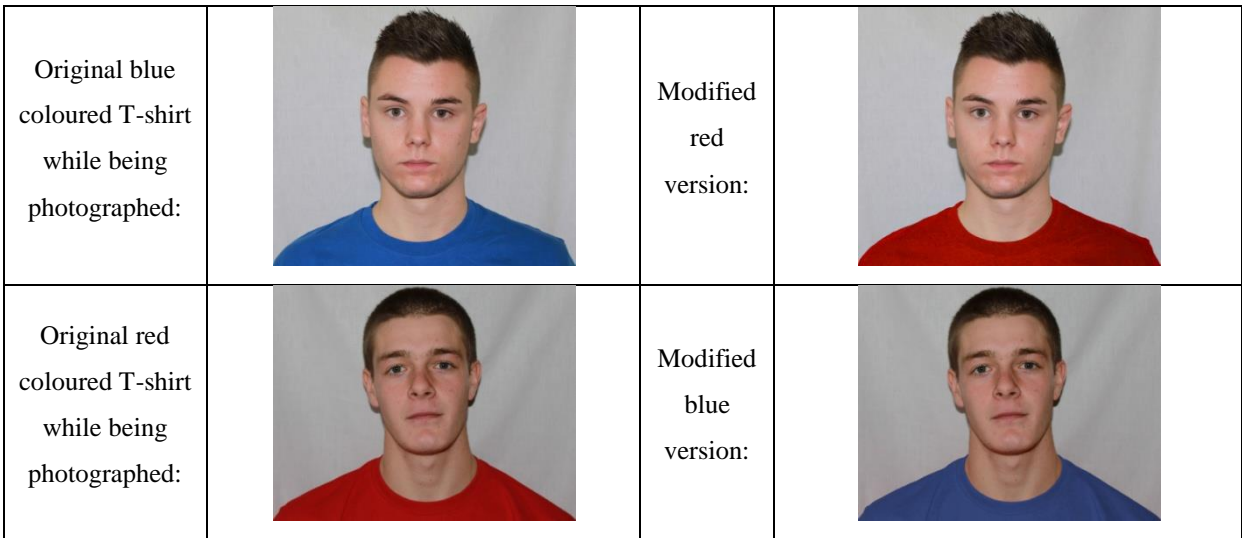 Original blue
coloured T-shirt
while being
photographed:
Modified
red
version:
Original red
coloured T-shirt
while being
photographed:
Modified
blue
version: